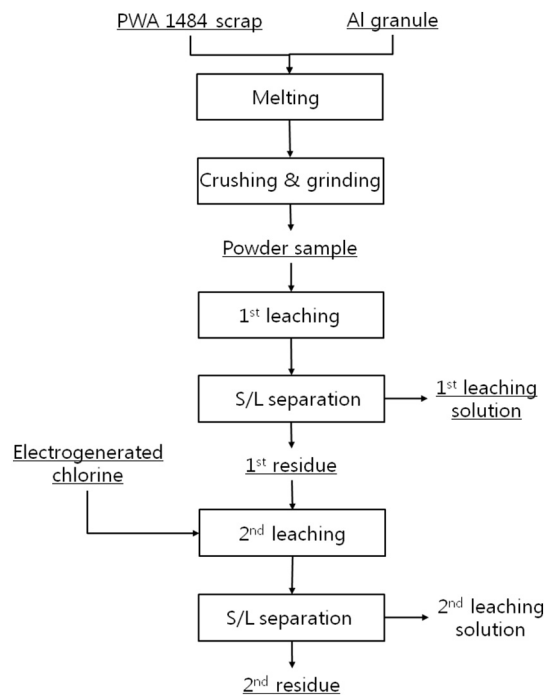 PWA 1484 scrap
Al granule
Melting
Crushing & grinding
Powder sample
1st leaching
S/L separation
1st leaching
solution
Electrogenerated
chlorine
1st residue
2nd leaching
S/L separation
2nd leaching
solution
2nd residue